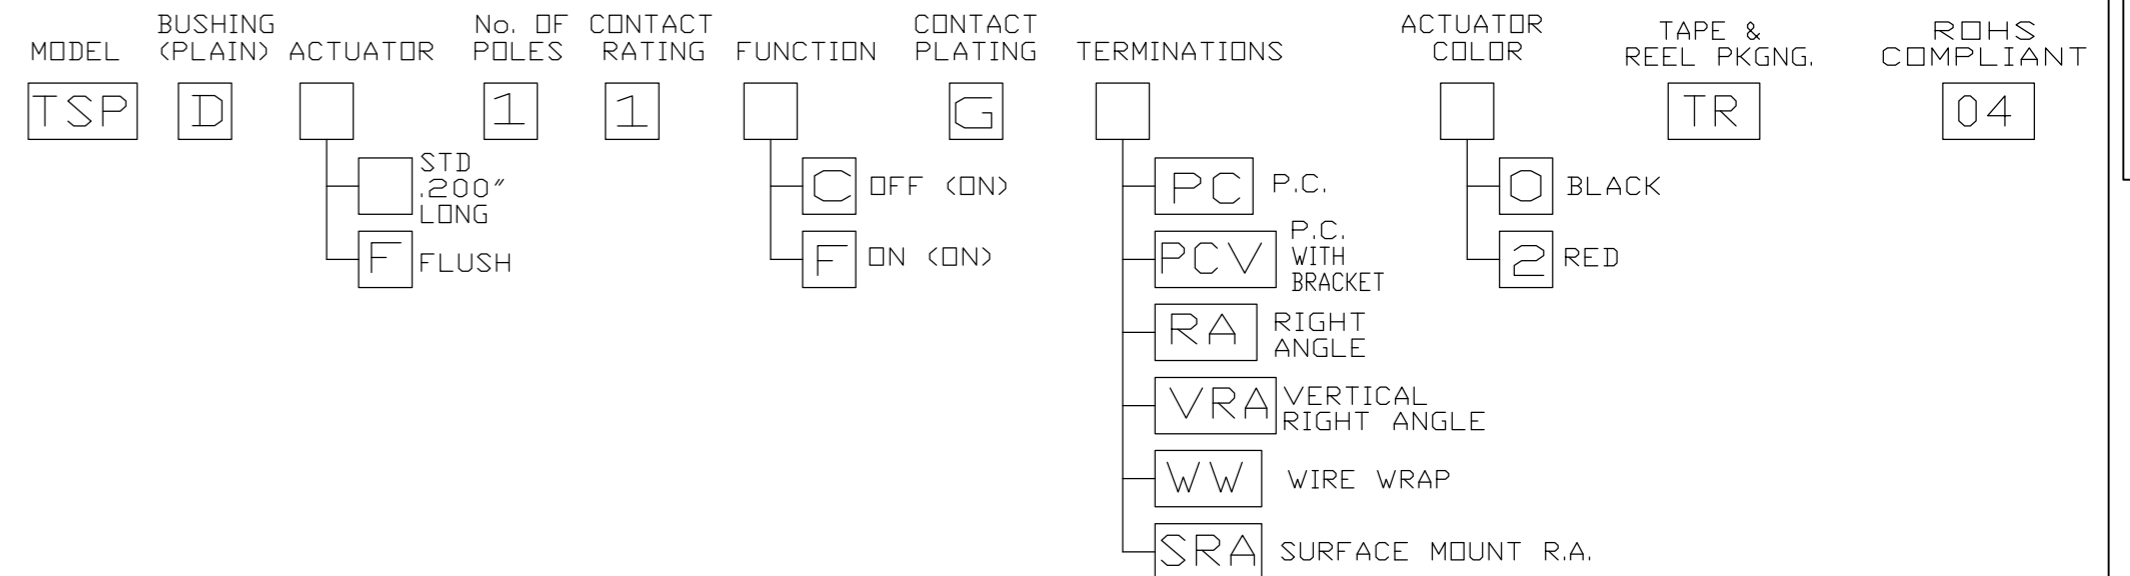 MODEL
BUSHING
(PLAIN)
ACTUATOR
No. OF
POLES
CONTACT
RATING
FUNCTION
CONTACT
PLATING
TERMINATIONS
ACTUATOR
COLOR
TAPE &
REEL PKGNG.
ROHS
COMPLIANT
TSP
D
1
1
G
TR
04
STD
.200"
LONG
F FLUSH
C OFF (ON)
F ON (ON)
PC P.C.
PCV P.C.
WITH
BRACKET
RA RIGHT
ANGLE
VRA VERTICAL
RIGHT ANGLE
WW WIRE WRAP
SRA SURFACE MOUNT R.A.
0 BLACK
2 RED